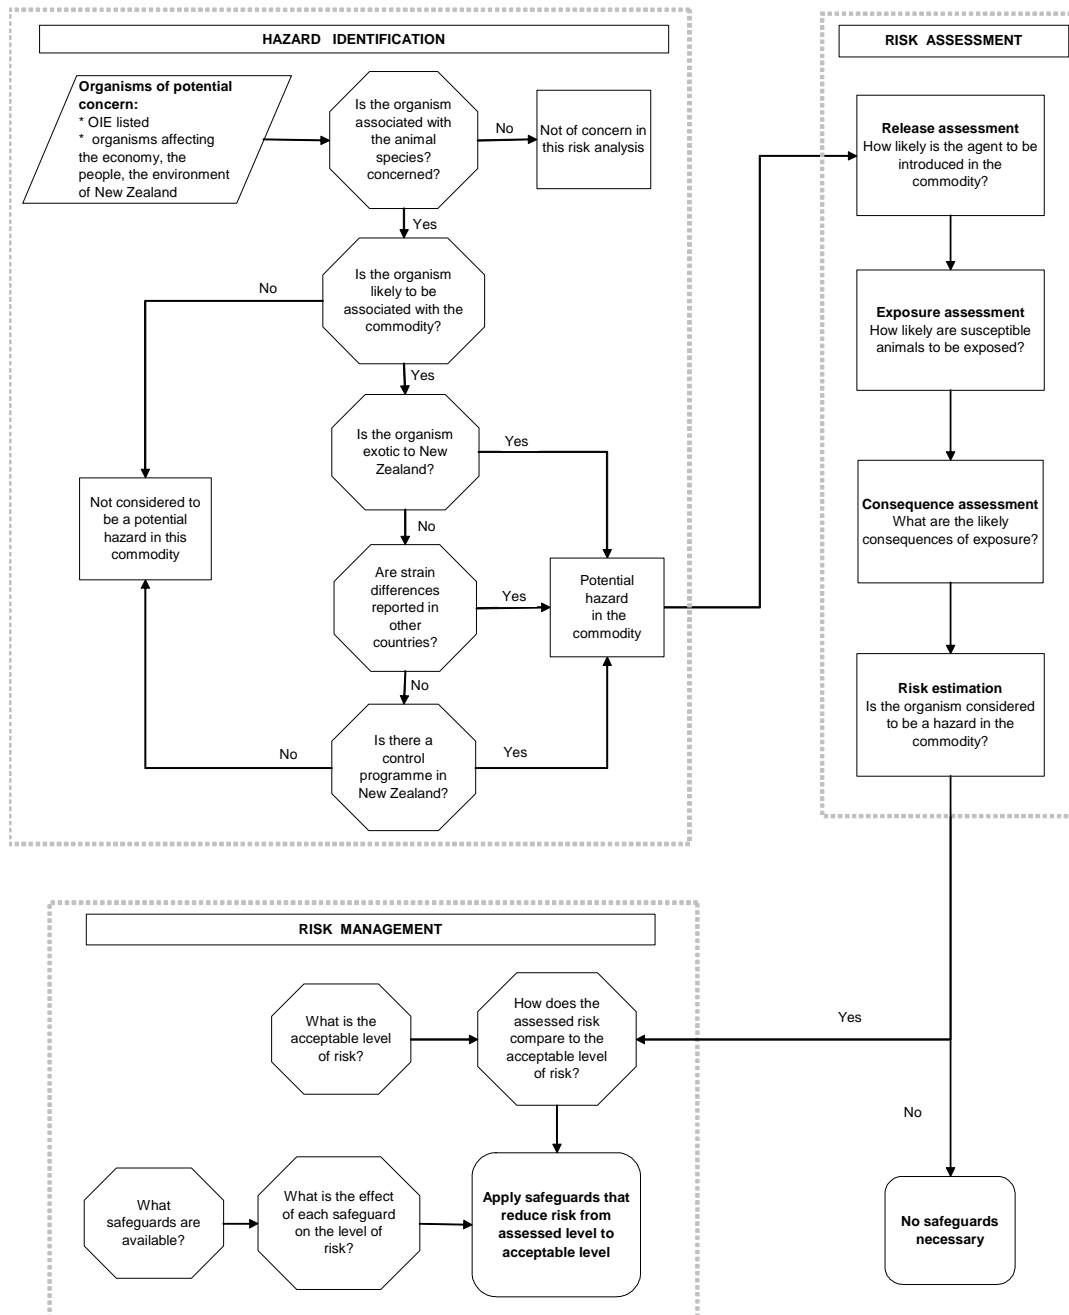 HAZARD IDENTIFICATION
Organisms of potential
concern:
* OIE listed
* organisms affecting
the economy, the
people, the environment
of New Zealand
Is the organism
associated with
the animal
species?
concerned?
No
Not of concern in
this risk analysis
Yes
Is the organism
likely to be
associated with the
commodity?
No
Yes
Is the organism
exotic to New
Zealand?
Yes
No
Not considered to
be a potential
hazard in this
commodity
Are strain
differences
reported in
other
countries?
Yes
Potential
hazard
in the
commodity
No
Is there a
control
programme in
New Zealand?
No
Yes
RISK ASSESSMENT
Release assessment
How likely is the agent to be
introduced in the
commodity?
Exposure assessment
How likely are susceptible
animals to be exposed?
Consequence assessment
What are the likely
consequences of exposure?
Risk estimation
Is the organism considered
to be a hazard in the
commodity?
Yes
No
No safeguards
necessary
RISK MANAGEMENT
What is the
acceptable level
of risk?
How does the
assessed risk
compare to the
acceptable level
of risk?
What
safeguards are
available?
What is the effect
of each safeguard
on the level of
risk?
Apply safeguards that
reduce risk from
assessed level to
acceptable level